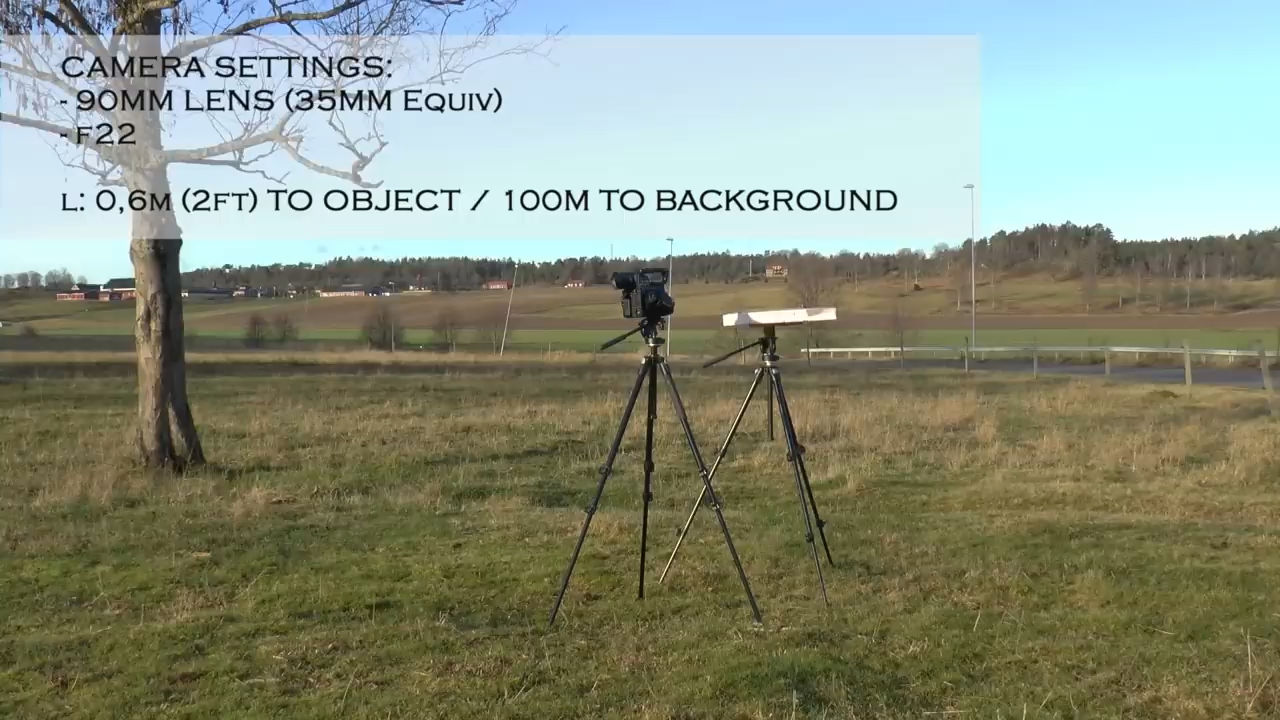 CAMERA SETTINGS:
- 90MM LENS (35MM EQUIV)
- F22
L: 0,6M (2FT) TO OBJECT / 100M TO BACKGROUND